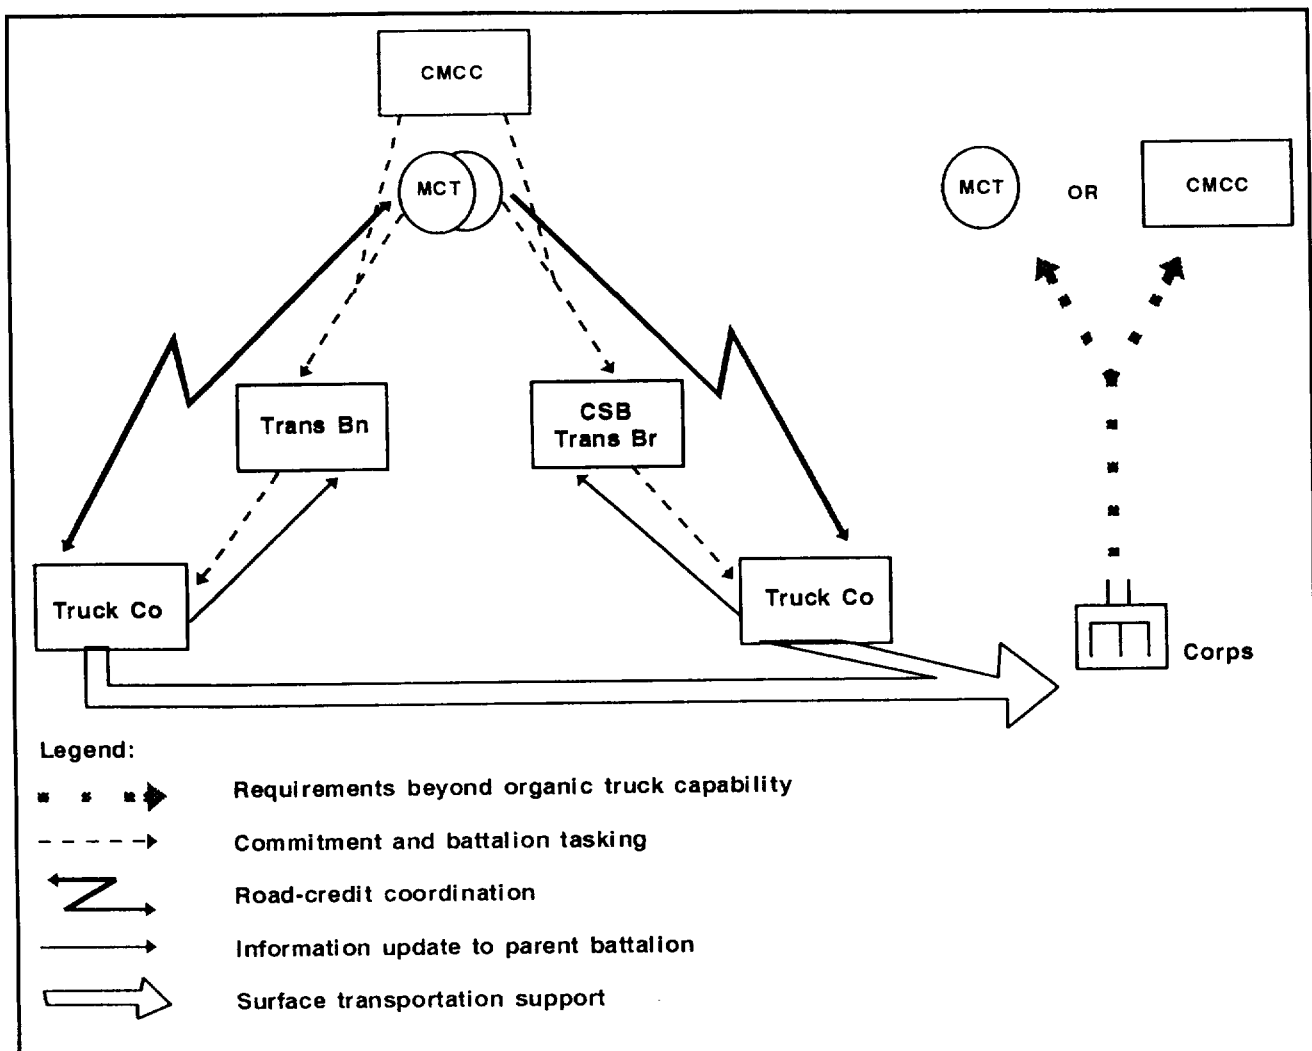 CMCC
MCT
MCT
OR
CMCC
Trans Bn
CSB
Trans Br
Truck Co
Truck Co
Corps
Legend:
Requirements beyond organic truck capability
Commitment and battalion tasking
Road-credit coordination
Information update to parent battalion
Surface transportation support